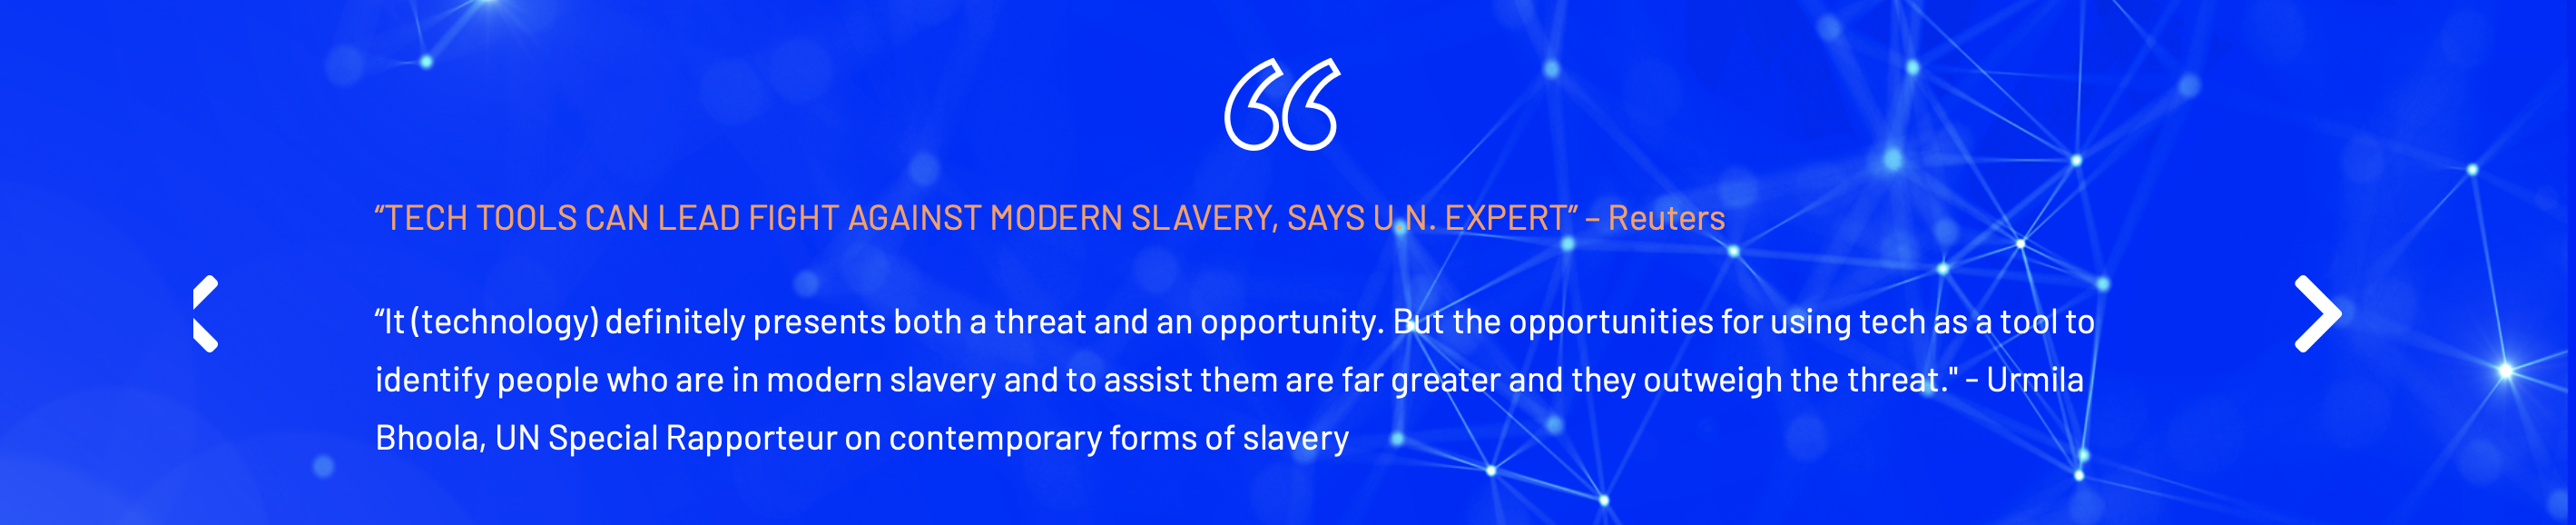 “TECH TOOLS CAN LEAD FIGHT AGAINST MODERN SLAVERY, SAYS U.N. EXPERT” – Reuters
“It (technology) definitely presents both a threat and an opportunity. But the opportunities for using tech as a tool to
identify people who are in modern slavery and to assist them are far greater and they outweigh the threat." - Urmila
Bhoola, UN Special Rapporteur on contemporary forms of slavery